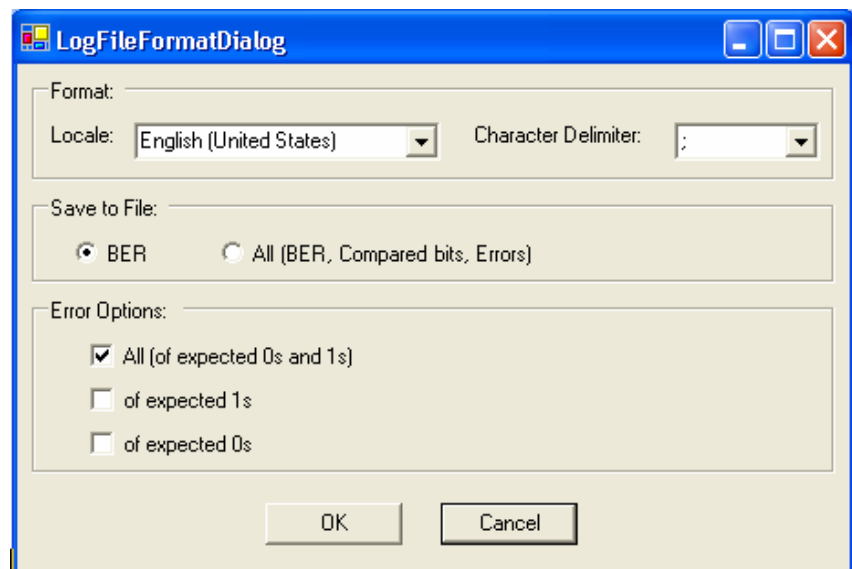 LogFileFormatDialog
Format:
Locale: English (United States) Character Delimiter: ;
Save to File:
BER All (BER, Compared bits, Errors)
Error Options:
All (of expected 0s and 1s)
of expected 1s
of expected 0s
OK Cancel